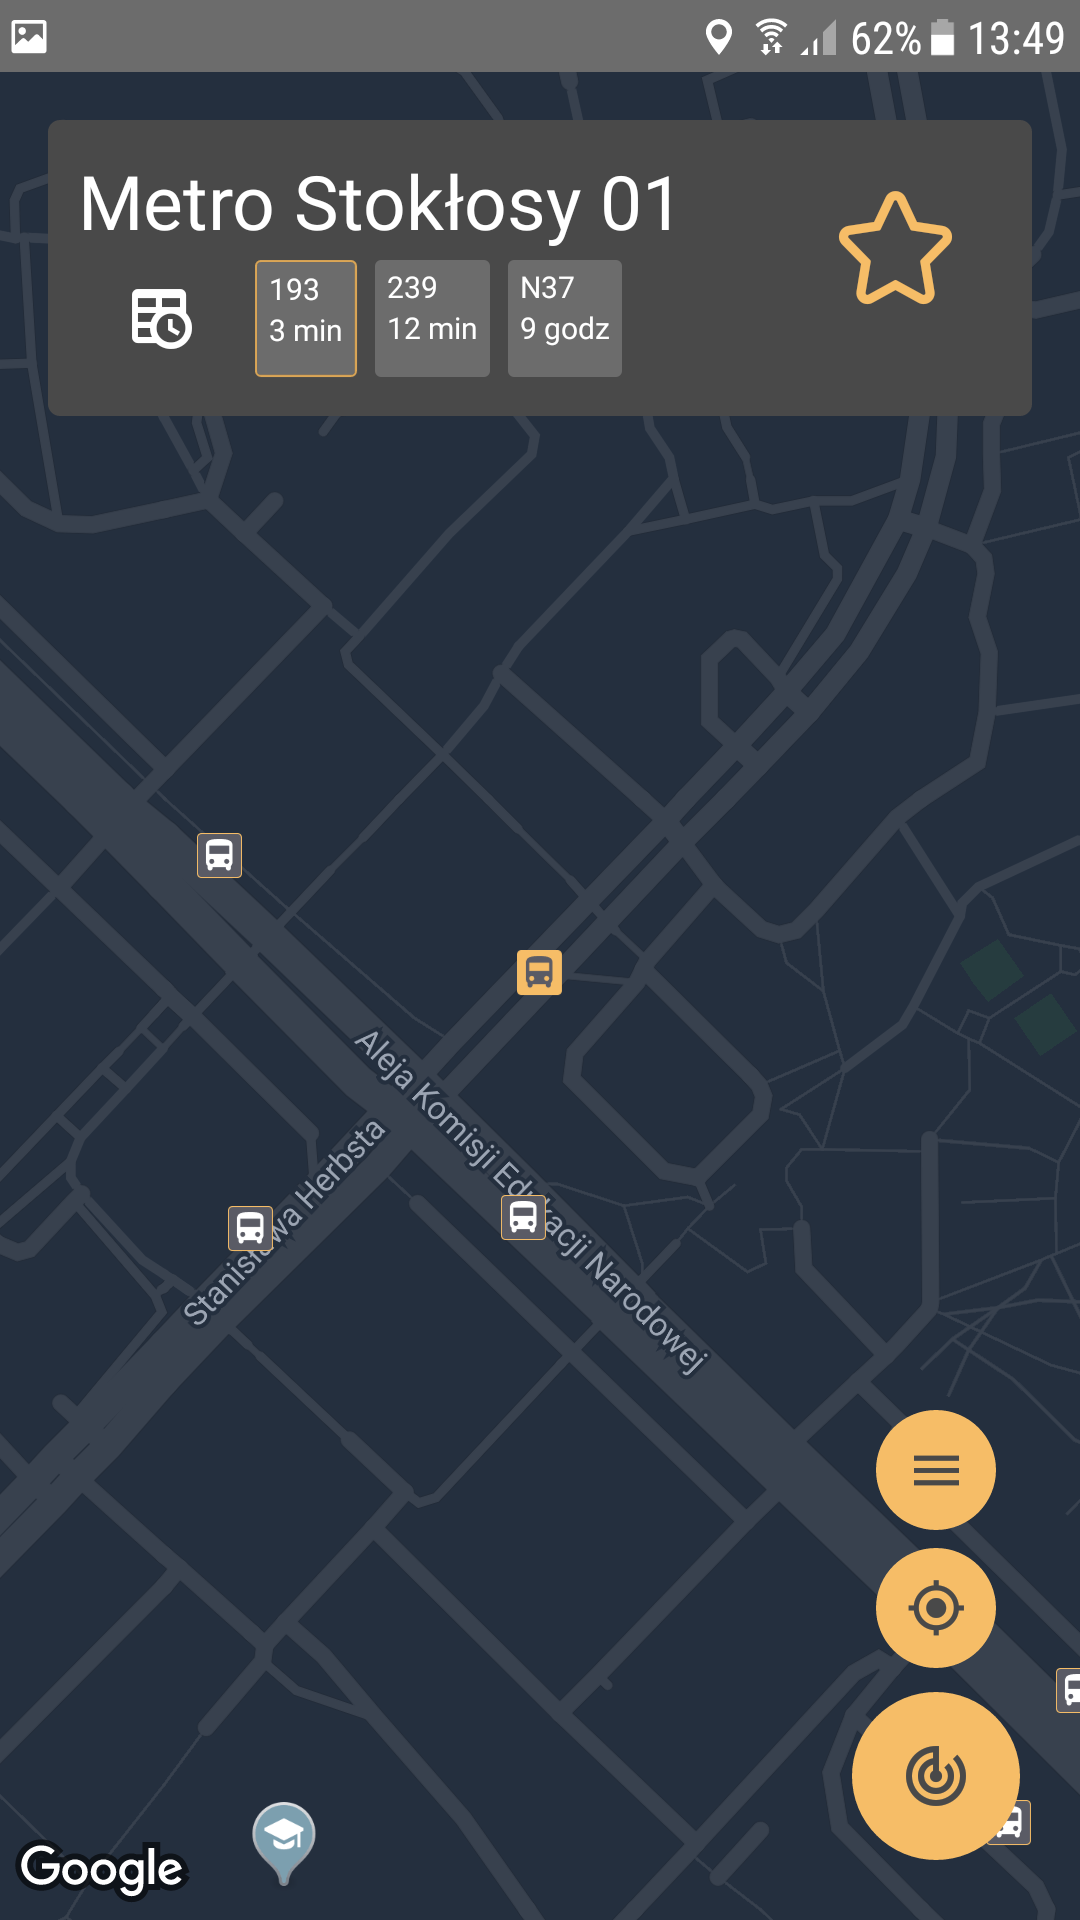 62% 13:49
Metro Stokłosy 01
193
3 min
239
12 min
N37
9 godz
Aleja Komisji Edukacji Narodowej
Stanisława Herbsta
Google